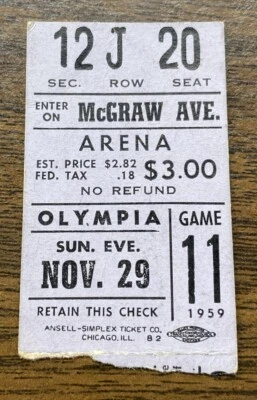 12 J 20
SEC. ROW SEAT
ENTER ON McGRAW AVE.
ARENA
EST. PRICE $2.82
FED. TAX .18 $3.00
NO REFUND
OLYMPIA
SUN. EVE.
NOV. 29
GAME
11
1959
RETAIN THIS CHECK
ANSELL-SIMPLEX TICKET CO.
CHICAGO, ILL. 82